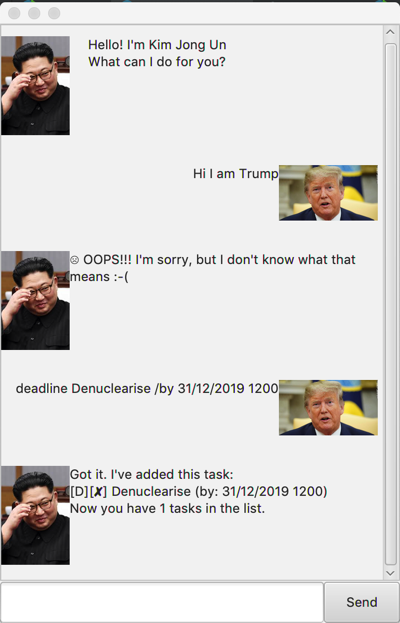 Hello! I'm Kim Jong Un
What can I do for you?
Hi I am Trump
☹ OOPS!!! I'm sorry, but I don't know what that
means :-(
deadline Denuclearise /by 31/12/2019 1200
Got it. I've added this task:
[D][✘] Denuclearise (by: 31/12/2019 1200)
Now you have 1 tasks in the list.
Send